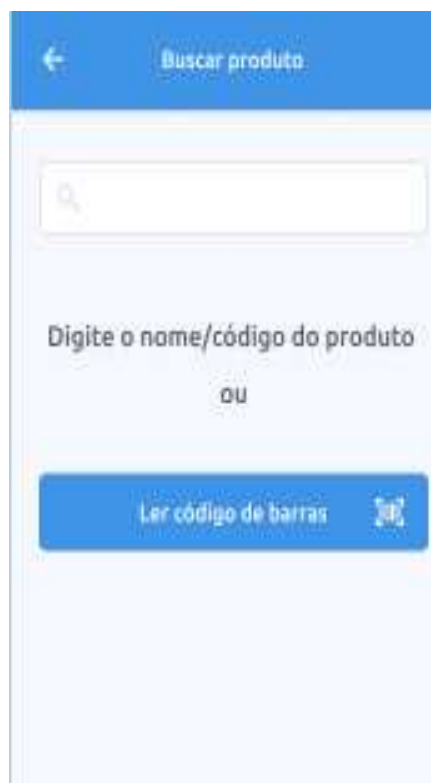 Buscar produto
Digite o nome/código do produto
ou
Ler código de barras